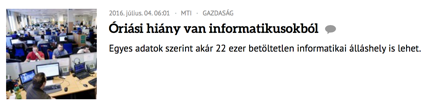 2016. július. 04. 06:01 - MTI - GAZDASÁG
Óriási hiány van informatikusokból
Egyes adatok szerint akár 22 ezer betöltetlen informatikai álláshely is lehet.